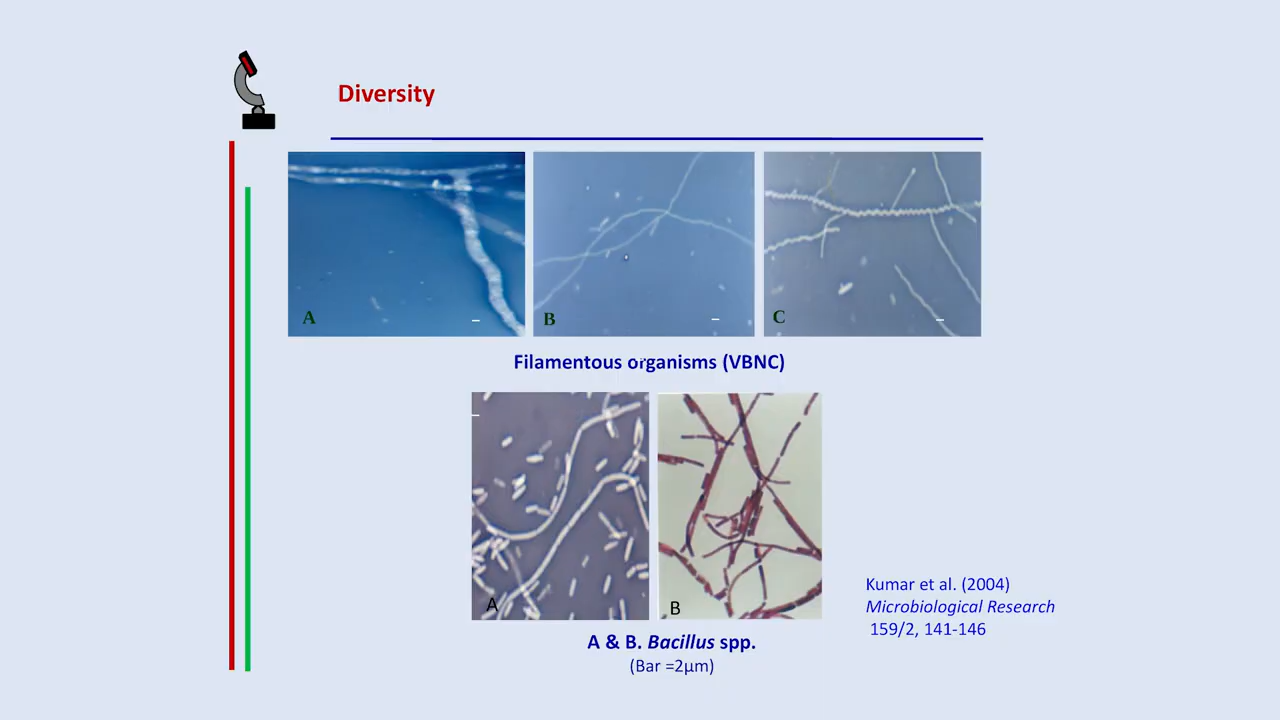 Diversity
A
B
C
Filamentous organisms (VBNC)
A
B
A & B. Bacillus spp.
(Bar =2µm)
Kumar et al. (2004)
Microbiological Research
159/2, 141-146